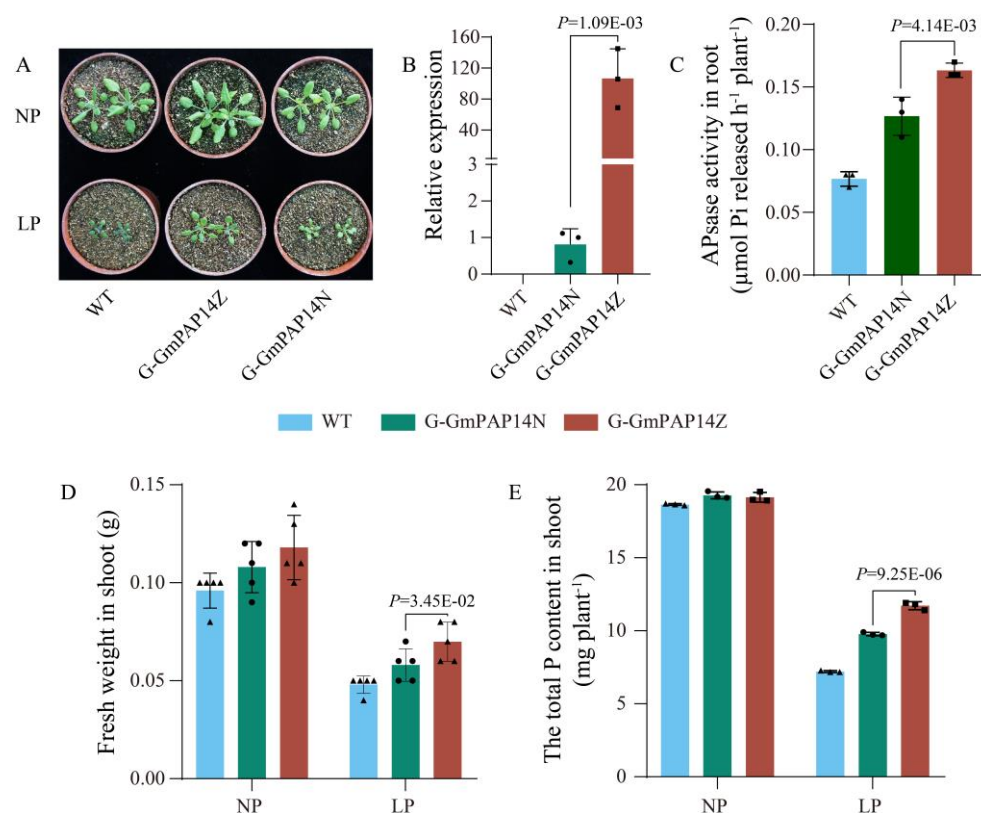 A
NP
LP
WT
G-GmPAP14Z
G-GmPAP14N
B
P=1.09E-03
Relative expression
160
120
80
40
3
2
1
0
WT
G-GmPAP14N
G-GmPAP14Z
C
P=4.14E-03
APsase activity in root
(μmol Pi released h⁻¹ plant⁻¹)
0.20
0.15
0.10
0.05
0.00
WT
G-GmPAP14N
G-GmPAP14Z
WT G-GmPAP14N G-GmPAP14Z
D
Fresh weight in shoot (g)
0.15
0.10
0.05
0.00
P=3.45E-02
NP LP
E
The total P content in shoot
(mg plant⁻¹)
20
15
10
5
0
P=9.25E-06
NP LP